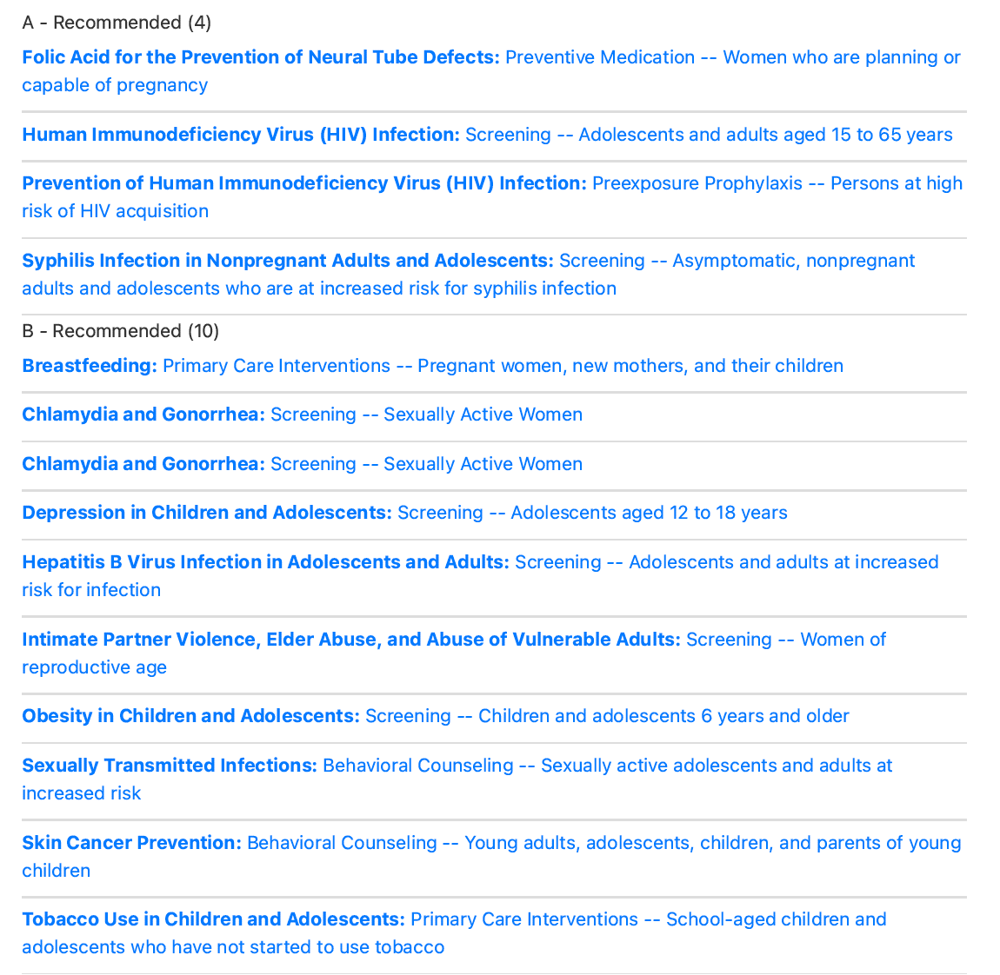 A - Recommended (4)
Folic Acid for the Prevention of Neural Tube Defects: Preventive Medication -- Women who are planning or
capable of pregnancy
Human Immunodeficiency Virus (HIV) Infection: Screening -- Adolescents and adults aged 15 to 65 years
Prevention of Human Immunodeficiency Virus (HIV) Infection: Preexposure Prophylaxis -- Persons at high
risk of HIV acquisition
Syphilis Infection in Nonpregnant Adults and Adolescents: Screening -- Asymptomatic, nonpregnant
adults and adolescents who are at increased risk for syphilis infection
B - Recommended (10)
Breastfeeding: Primary Care Interventions -- Pregnant women, new mothers, and their children
Chlamydia and Gonorrhea: Screening -- Sexually Active Women
Chlamydia and Gonorrhea: Screening -- Sexually Active Women
Depression in Children and Adolescents: Screening -- Adolescents aged 12 to 18 years
Hepatitis B Virus Infection in Adolescents and Adults: Screening -- Adolescents and adults at increased
risk for infection
Intimate Partner Violence, Elder Abuse, and Abuse of Vulnerable Adults: Screening -- Women of
reproductive age
Obesity in Children and Adolescents: Screening -- Children and adolescents 6 years and older
Sexually Transmitted Infections: Behavioral Counseling -- Sexually active adolescents and adults at
increased risk
Skin Cancer Prevention: Behavioral Counseling -- Young adults, adolescents, children, and parents of young
children
Tobacco Use in Children and Adolescents: Primary Care Interventions -- School-aged children and
adolescents who have not started to use tobacco